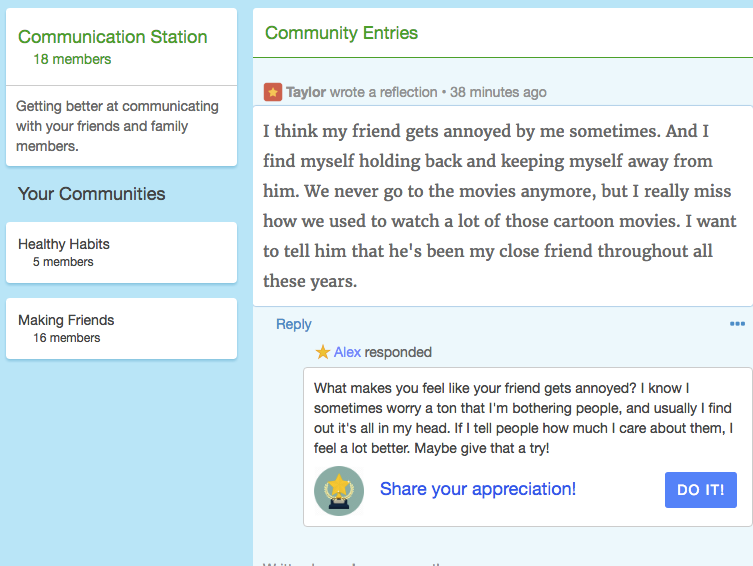 Communication Station
18 members
Getting better at communicating
with your friends and family
members.
Your Communities
Healthy Habits
5 members
Making Friends
16 members
Community Entries
Taylor wrote a reflection • 38 minutes ago
I think my friend gets annoyed by me sometimes. And I
find myself holding back and keeping myself away from
him. We never go to the movies anymore, but I really miss
how we used to watch a lot of those cartoon movies. I want
to tell him that he's been my close friend throughout all
these years.
Reply
Alex responded
What makes you feel like your friend gets annoyed? I know I
sometimes worry a ton that I'm bothering people, and usually I find
out it's all in my head. If I tell people how much I care about them, I
feel a lot better. Maybe give that a try!
Share your appreciation!
DO IT!